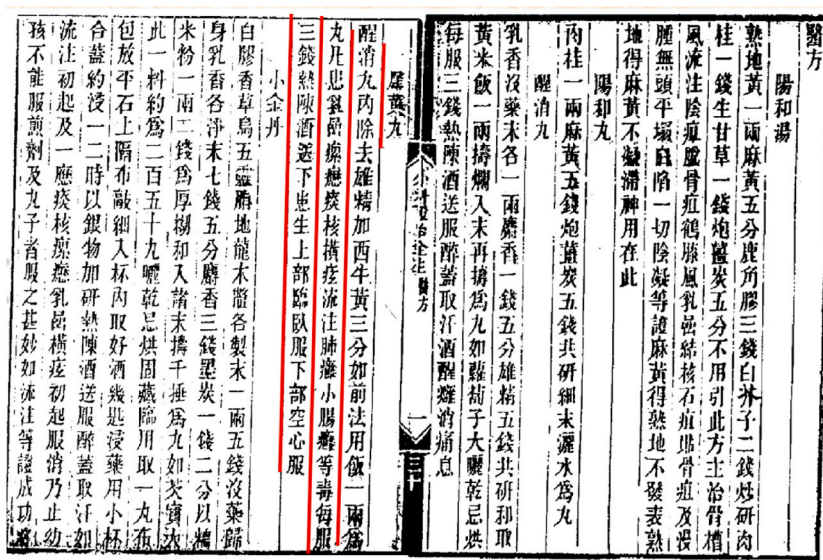 醫方
陽和湯
熟地黃一兩麻黃五分鹿角膠三錢白芥子二錢炒研肉
桂一錢生甘草一錢炮薑炭五分不用引此方主治骨槽
風流注陰疽脫骨疽鶴膝風乳嵒結核石疽貼骨疽及漫
腫無頭平塌白陷一切陰凝等證麻黃得熟地不發表熟
地得麻黃不凝滯神用在此
陽和丸
肉桂一兩麻黃五錢炮薑炭五錢共研細末灑水爲丸
醒消丸
乳香沒藥末各一兩麝香一錢五分雄精五錢共研和取
黃米飯一兩擣爛入末再擣爲丸如蘿蔔子大曬乾忌烘
每服三錢熱陳酒送服醉蓋取汗酒醒癰消痛息
全生 醫方 一
犀黃丸
醒消丸內除去雄精加西牛黃三分如前法用飯一兩爲
丸凡患乳嵒瘰癧痰核橫痃流注肺癰小腸癰等毒每服
三錢熱陳酒送下患生上部臨臥服下部空心服
小金丹
白膠香草烏五靈脂地龍木鱉各製末一兩五錢沒藥歸
身乳香各淨末七錢五分麝香三錢墨炭一錢二分以糯
米粉一兩二錢爲厚糊和入諸末擣千捶爲丸如芡實大
此一料約爲二百五十丸曬乾忌烘固藏臨用取一丸布
包放平石上隔布敲細入杯內取好酒幾匙浸藥用小杯
合蓋約浸一二時以銀物加研熱陳酒送服醉蓋取汗如
流注初起及一應痰核瘰癧乳嵒橫痃初起服消乃止幼
孩不能服煎劑及丸子者服之甚妙如流注等證成功將